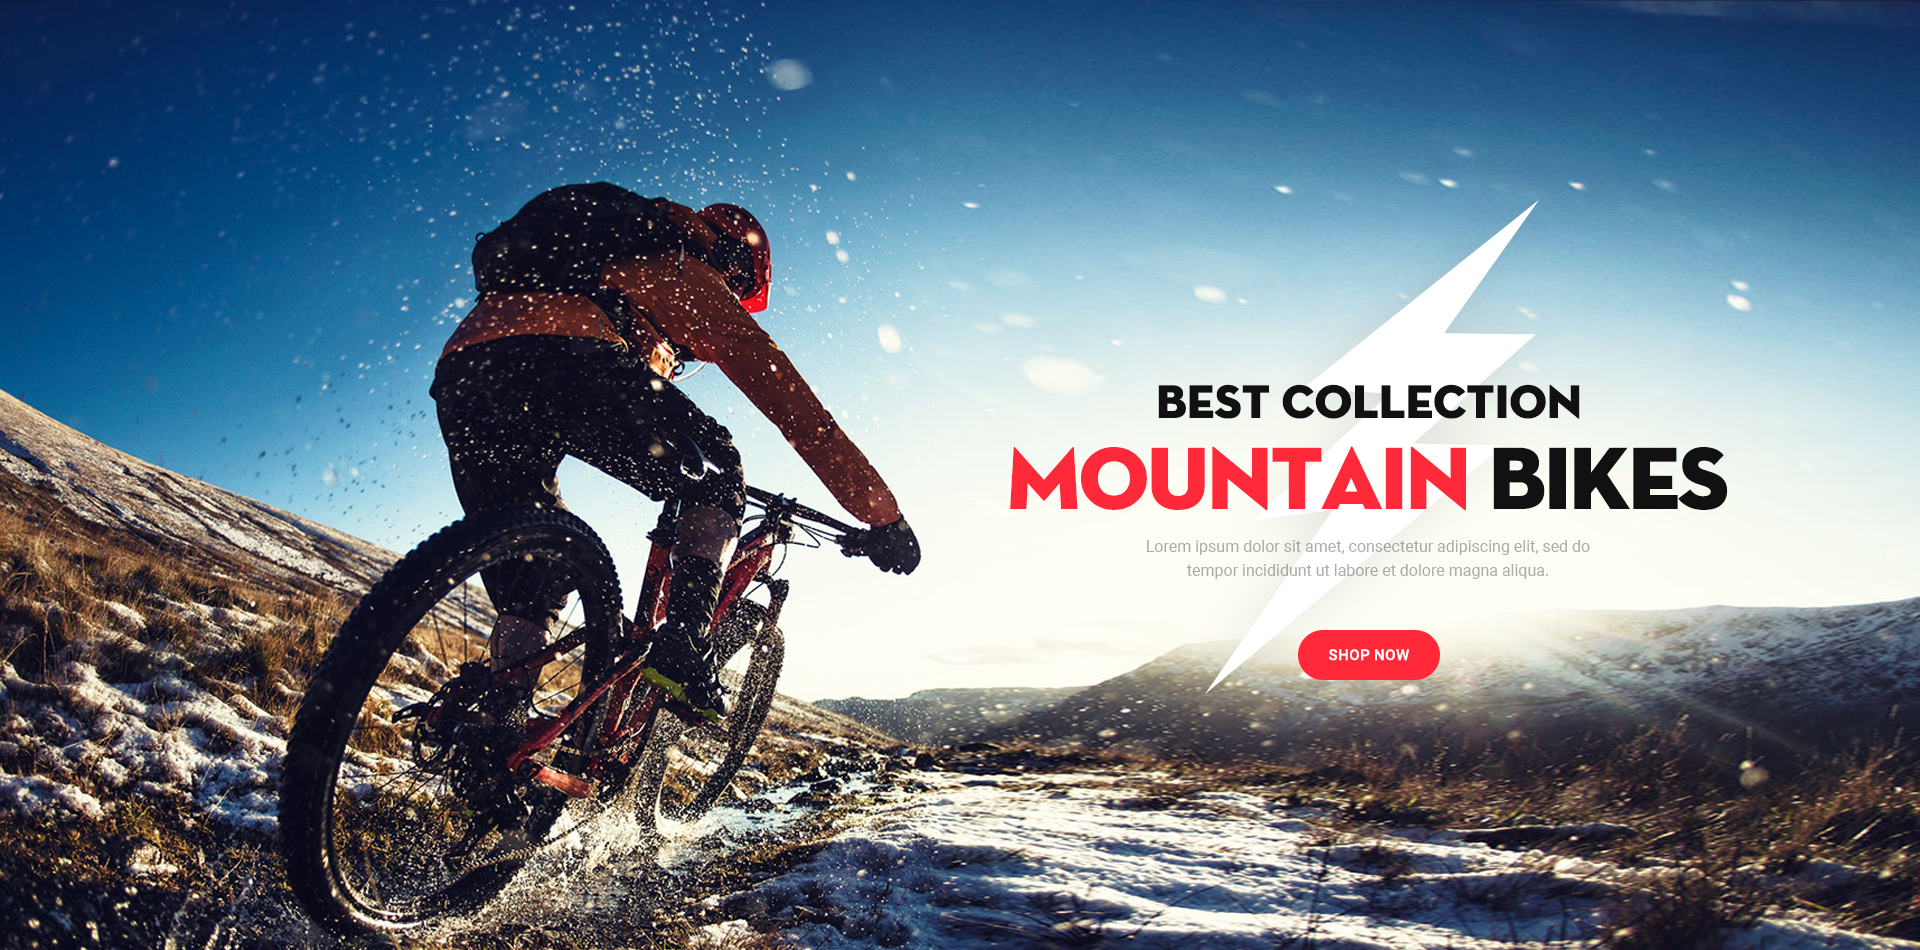 BEST COLLECTION
MOUNTAIN BIKES
Lorem ipsum dolor sit amet, consectetur adipiscing elit, sed do
tempor incididunt ut labore et dolore magna aliqua.
SHOP NOW